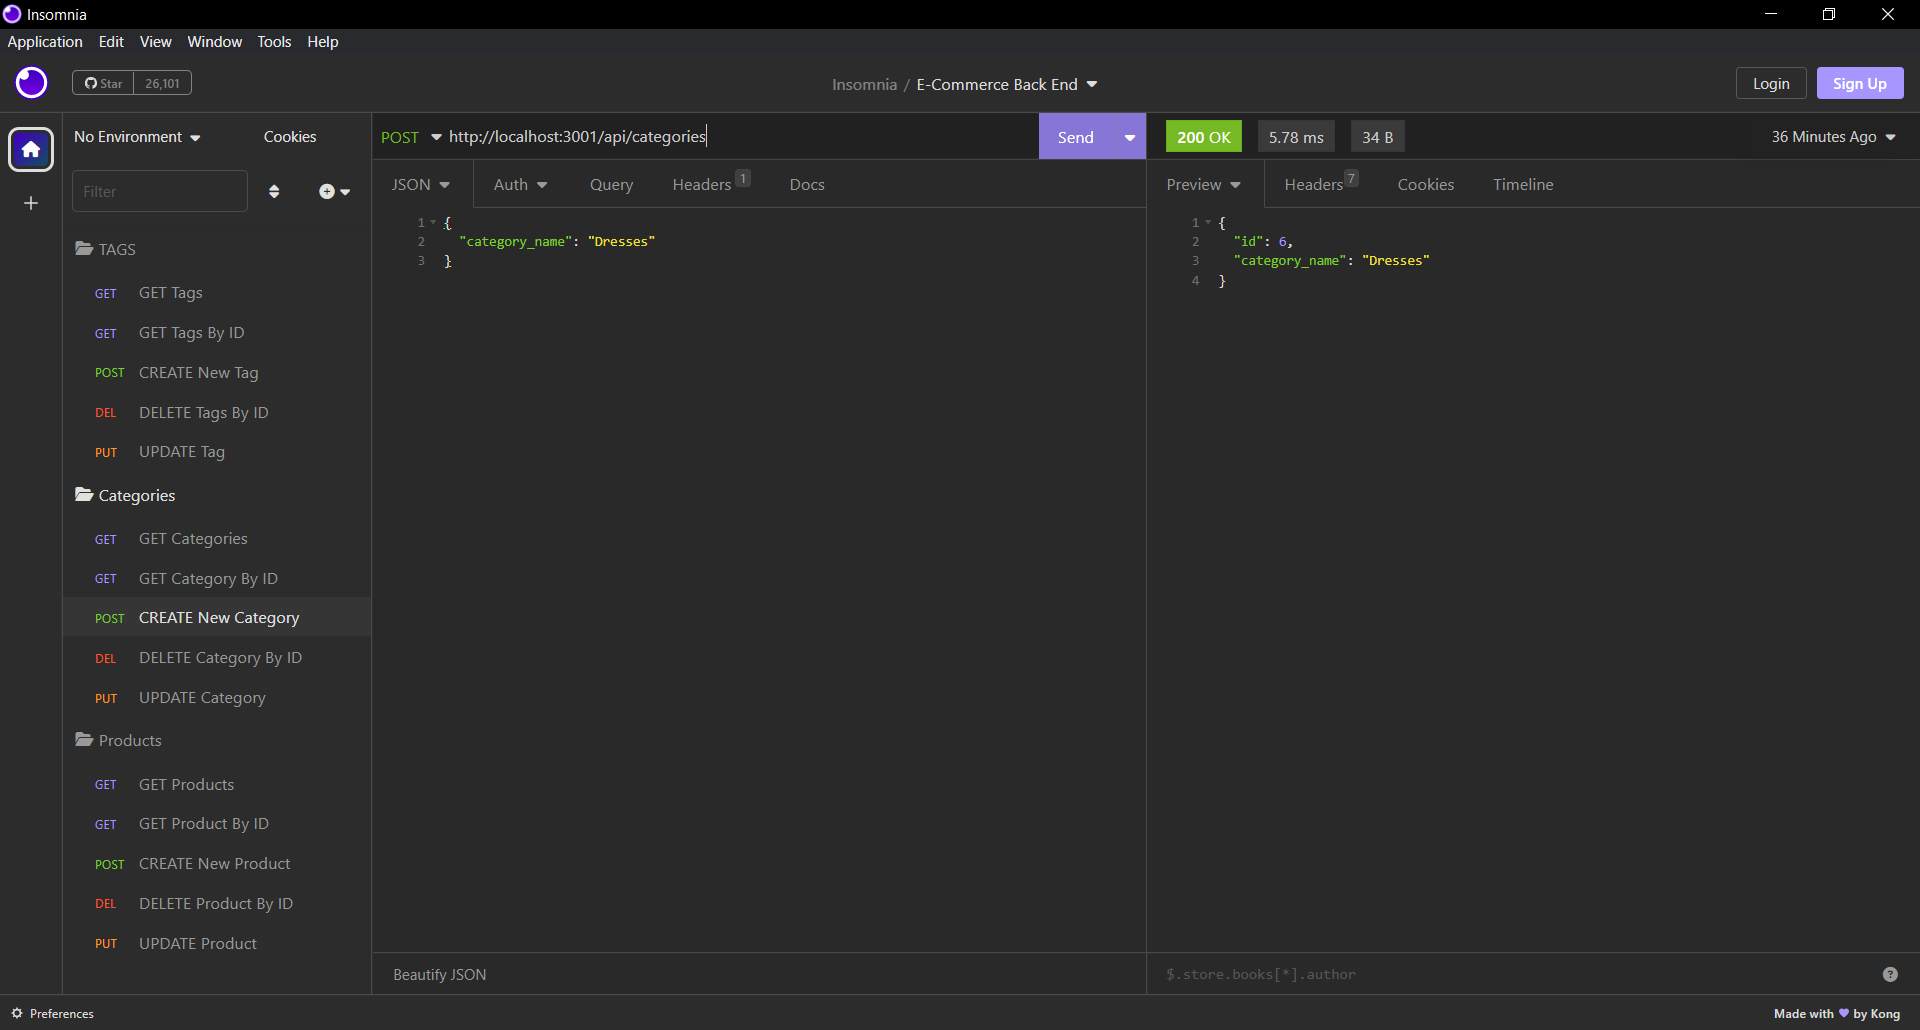 Insomnia
Application Edit View Window Tools Help
Star 26,101
Insomnia / E-Commerce Back End
Login Sign Up
No Environment Cookies
POST http://localhost:3001/api/categories Send
200 OK 5.78 ms 34 B 36 Minutes Ago
Filter
JSON Auth Query Headers 1 Docs
Preview Headers 7 Cookies Timeline
1 {
2 "category_name": "Dresses"
3 }
1 {
2 "id": 6,
3 "category_name": "Dresses"
4 }
TAGS
GET GET Tags
GET GET Tags By ID
POST CREATE New Tag
DEL DELETE Tags By ID
PUT UPDATE Tag
Categories
GET GET Categories
GET GET Category By ID
POST CREATE New Category
DEL DELETE Category By ID
PUT UPDATE Category
Products
GET GET Products
GET GET Product By ID
POST CREATE New Product
DEL DELETE Product By ID
PUT UPDATE Product
Beautify JSON
$.store.books[*].author
?
Preferences
Made with ♥ by Kong